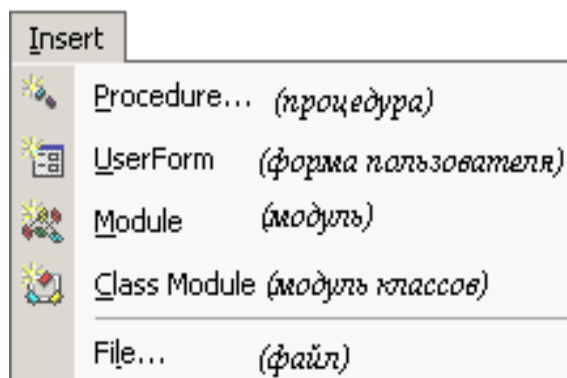 Insert
Procedure... (процедура)
UserForm (форма пользователя)
Module (модуль)
Class Module (модуль классов)
File... (файл)